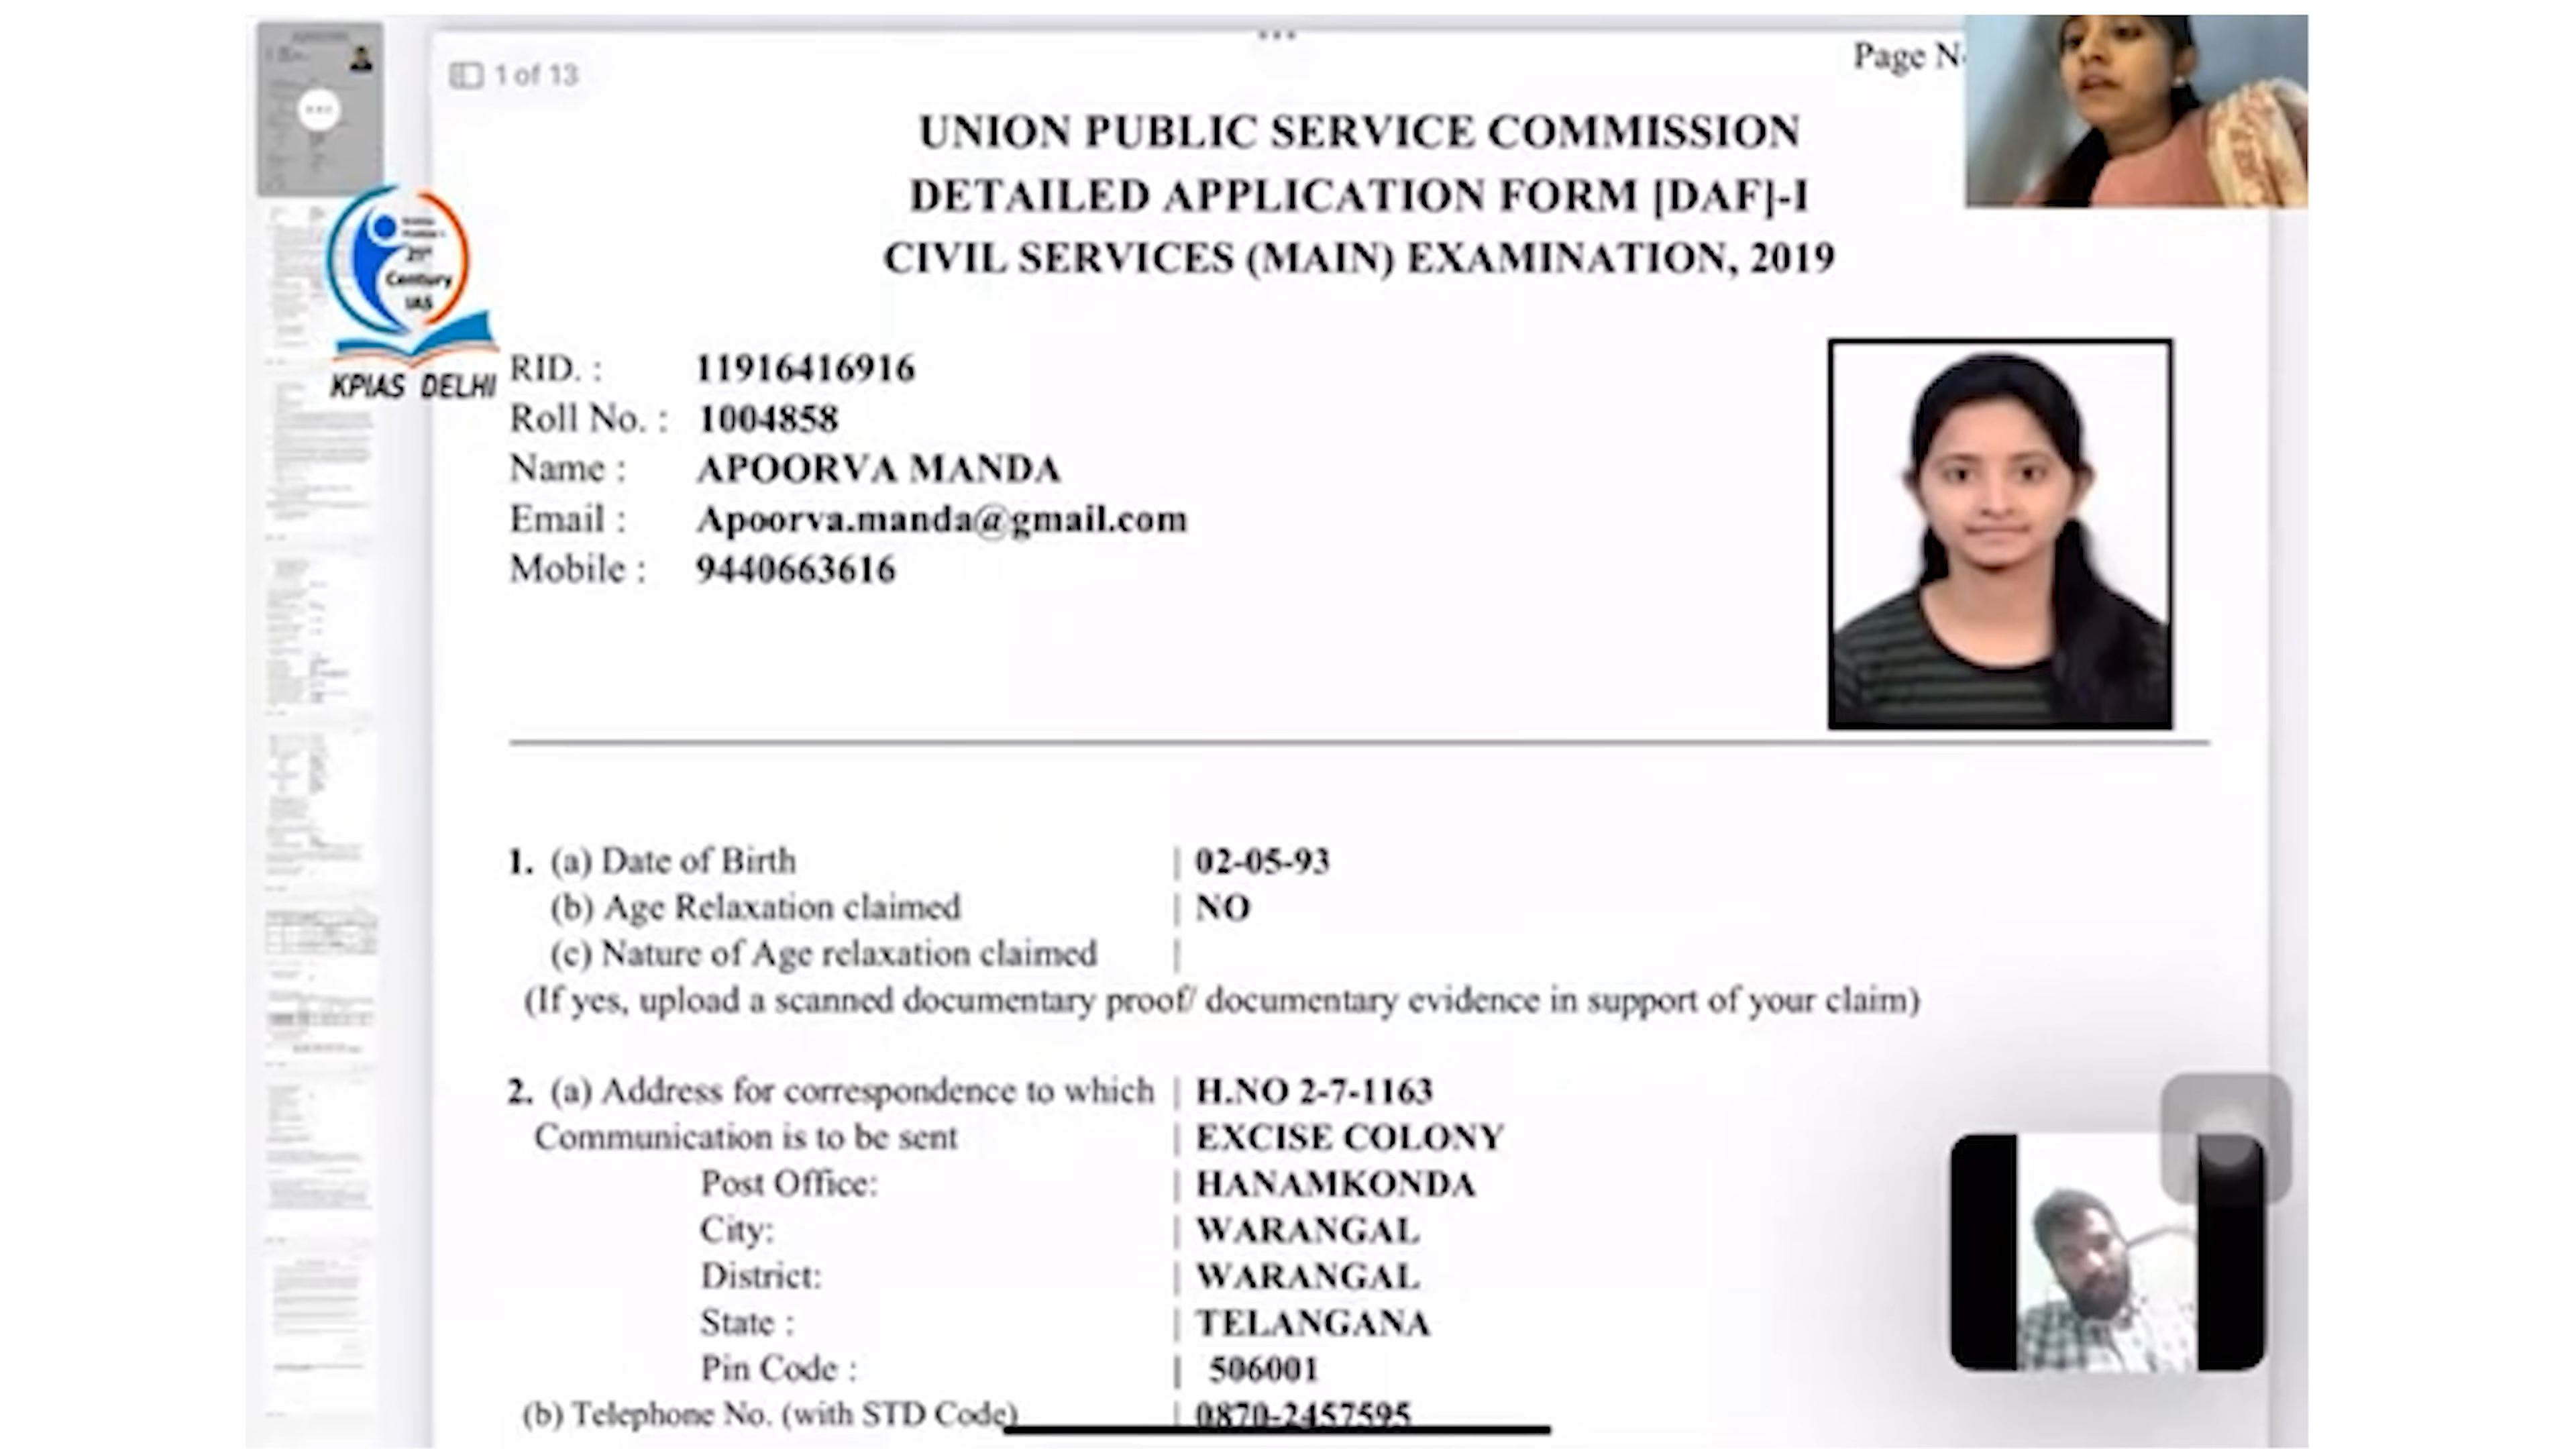 1 of 13
Page N
UNION PUBLIC SERVICE COMMISSION
DETAILED APPLICATION FORM [DAF]-I
CIVIL SERVICES (MAIN) EXAMINATION, 2019
21st
Century
IAS
KPIAS DELHI
RID. : 11916416916
Roll No. : 1004858
Name : APOORVA MANDA
Email : Apoorva.manda@gmail.com
Mobile : 9440663616
1. (a) Date of Birth | 02-05-93
(b) Age Relaxation claimed | NO
(c) Nature of Age relaxation claimed |
(If yes, upload a scanned documentary proof/ documentary evidence in support of your claim)
2. (a) Address for correspondence to which | H.NO 2-7-1163
Communication is to be sent | EXCISE COLONY
Post Office: | HANAMKONDA
City: | WARANGAL
District: | WARANGAL
State : | TELANGANA
Pin Code : | 506001
(b) Telephone No. (with STD Code) | 0870-2457595